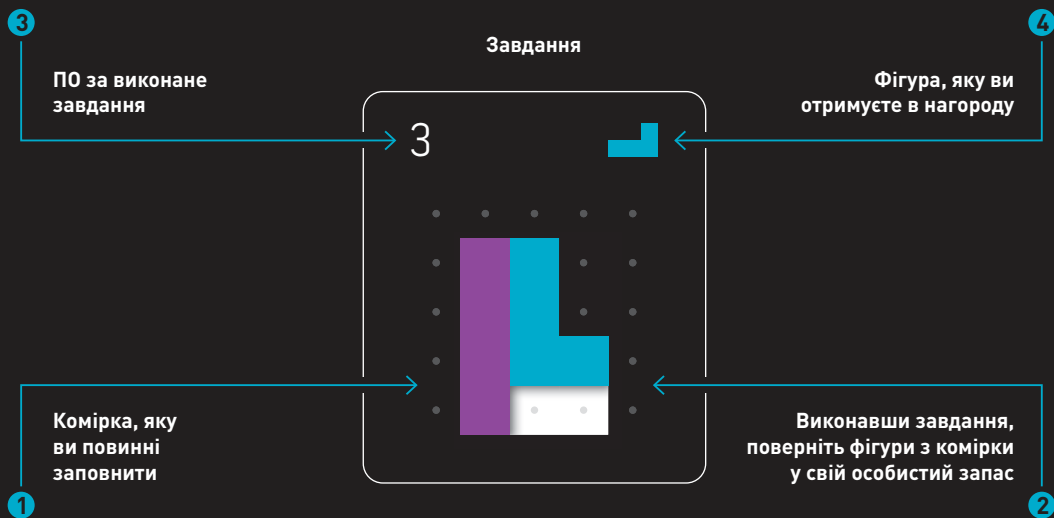 3
4
Завдання
ПО за виконане
завдання
Фігура, яку ви
отримуєте в нагороду
3
Комірка, яку
ви повинні
заповнити
Виконавши завдання,
поверніть фігури з комірки
у свій особистий запас
1
2